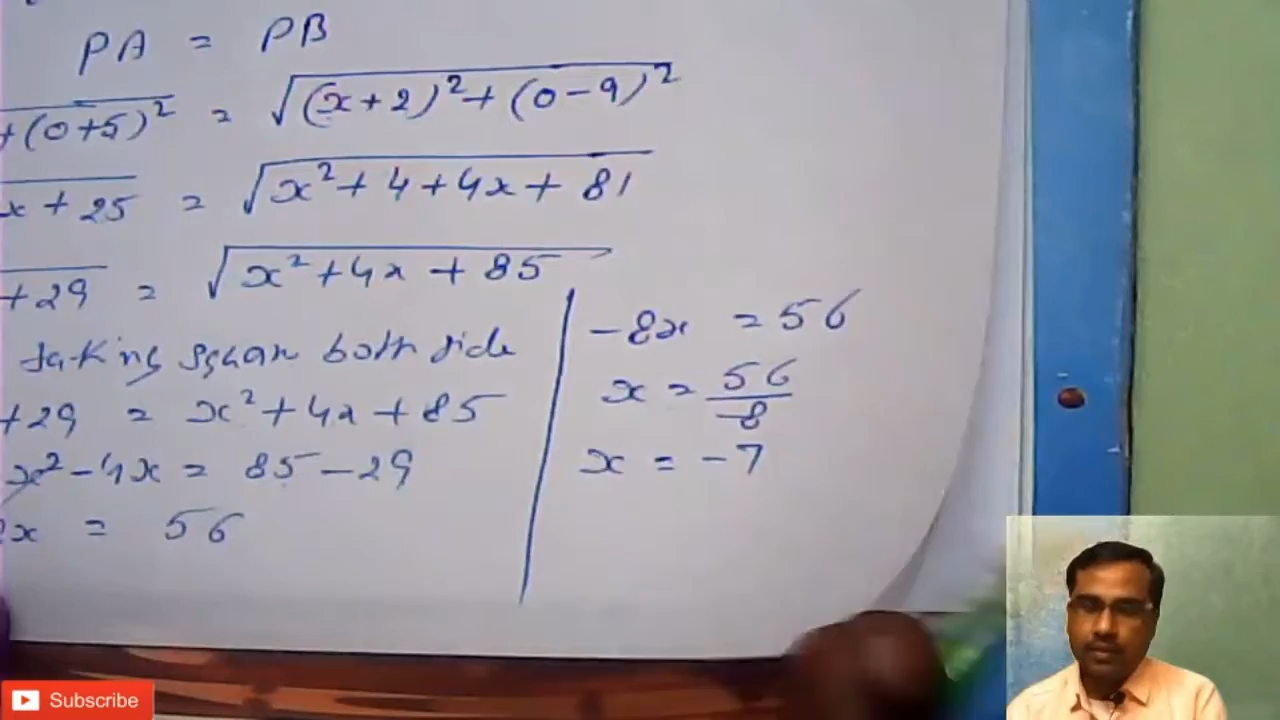 PA = PB
+(0+5)² = √(x+2)²+(0-9)²
x + 25 = √x²+4+4x+81
+29 = √x²+4x+85
taking squar both side
+29 = x²+4x+85
x²-4x = 85-29
x = 56
-8x = 56
x = 56/-8
x = -7
Subscribe